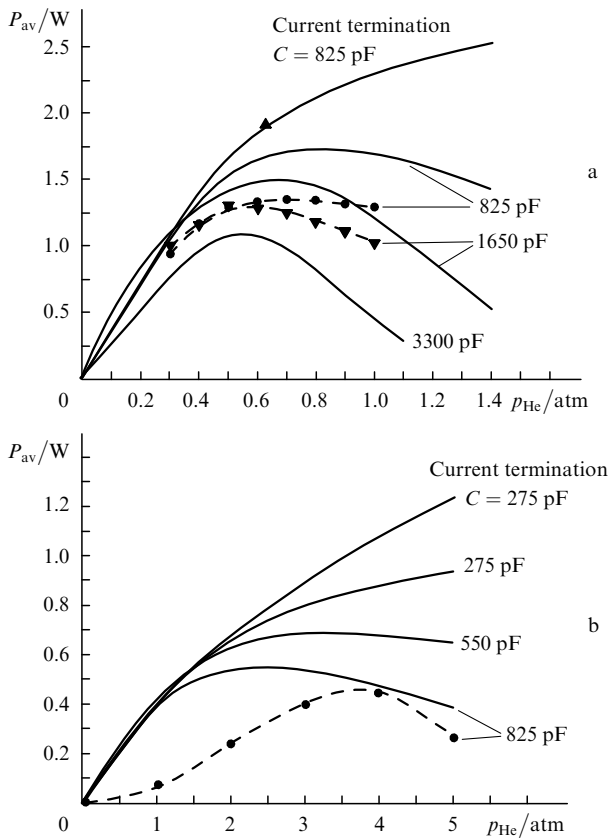 P_av/W
Current termination
C = 825 pF
2.5
2.0
1.5
1.0
0.5
825 pF
1650 pF
3300 pF
a
0 0.2 0.4 0.6 0.8 1.0 1.2 1.4 p_He/atm
P_av/W
Current termination
C = 275 pF
1.2
1.0
0.8
0.6
0.4
0.2
275 pF
550 pF
825 pF
b
0 1 2 3 4 5 p_He/atm